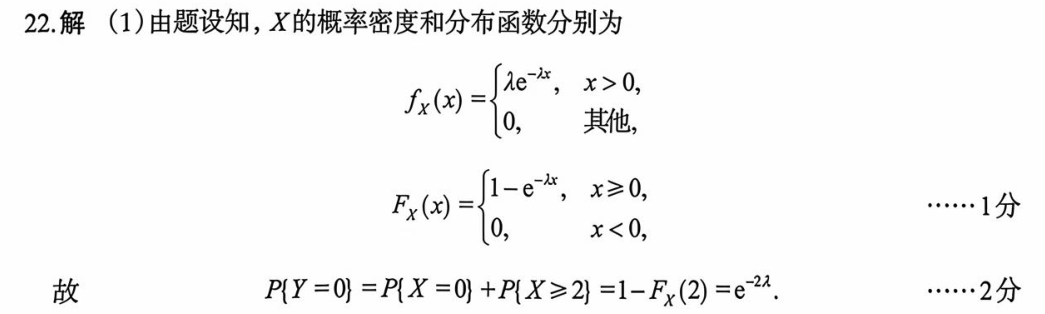 22.解 (1)由题设知, X的概率密度和分布函数分别为
f_X(x) = { λe^{-λx}, x > 0,
0, 其他,
F_X(x) = { 1 - e^{-λx}, x ⩾ 0,
0, x < 0, ……1分
故 P{Y = 0} = P{X = 0} + P{X ⩾ 2} = 1 - F_X(2) = e^{-2λ}. ……2分